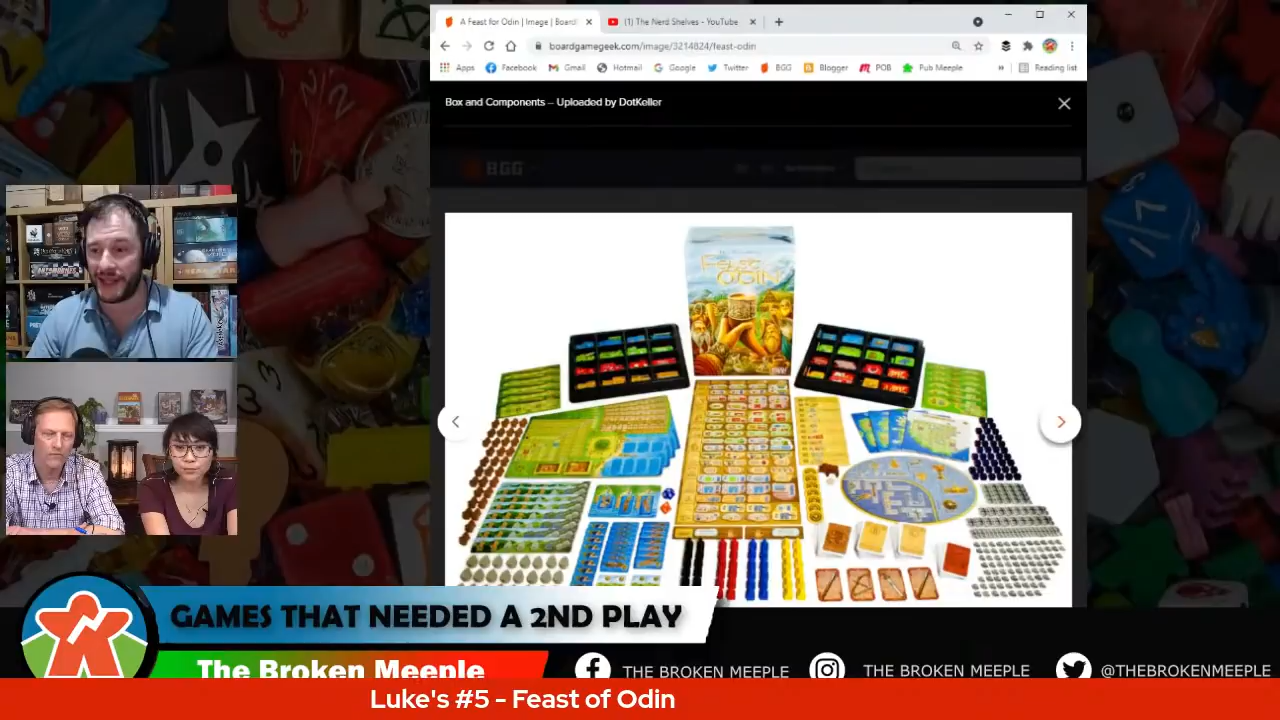 A Feast for Odin | Image | Board
(1) The Nerd Shelves - YouTube
boardgamegeek.com/image/3214824/feast-odin
Apps
Facebook
Gmail
Hotmail
Google
Twitter
BGG
Blogger
POB
Pub Meeple
»
Reading list
Box and Components – Uploaded by DotKeller
BGG
FEAST
ODIN
GAMES THAT NEEDED A 2ND PLAY
The Broken Meeple
THE BROKEN MEEPLE
THE BROKEN MEEPLE
@THEBROKENMEEPLE
Luke's #5 - Feast of Odin